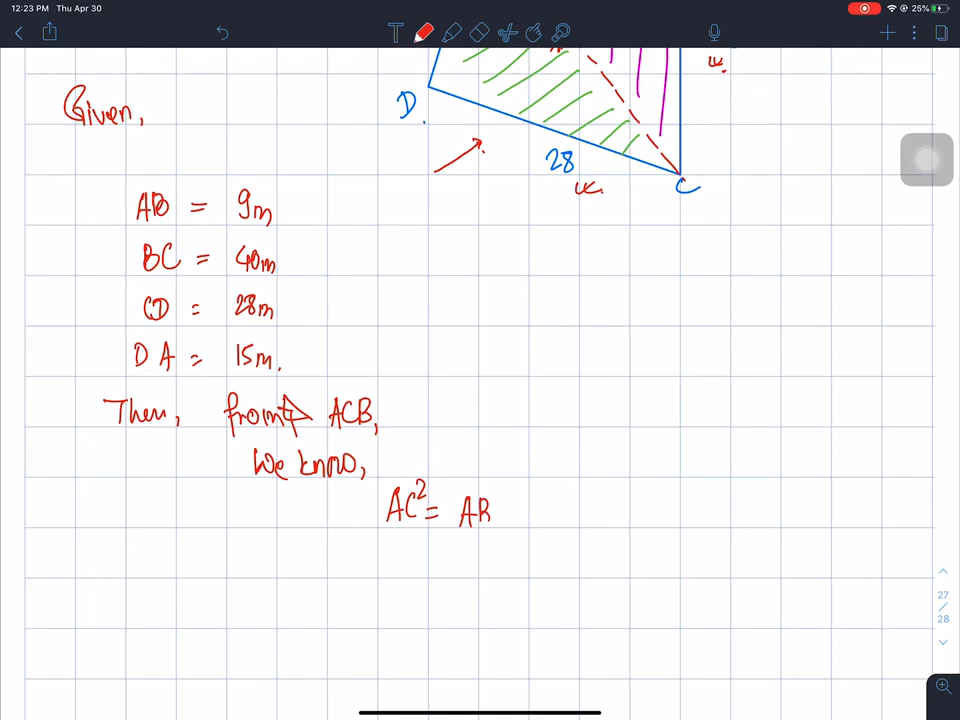 12:23 PM Thu Apr 30
25%
D.
28
C
Given,
AB = 9m
BC = 40m
CD = 28m
DA = 15m.
Then, from ACB,
We know,
AC² = AB
27
/
28